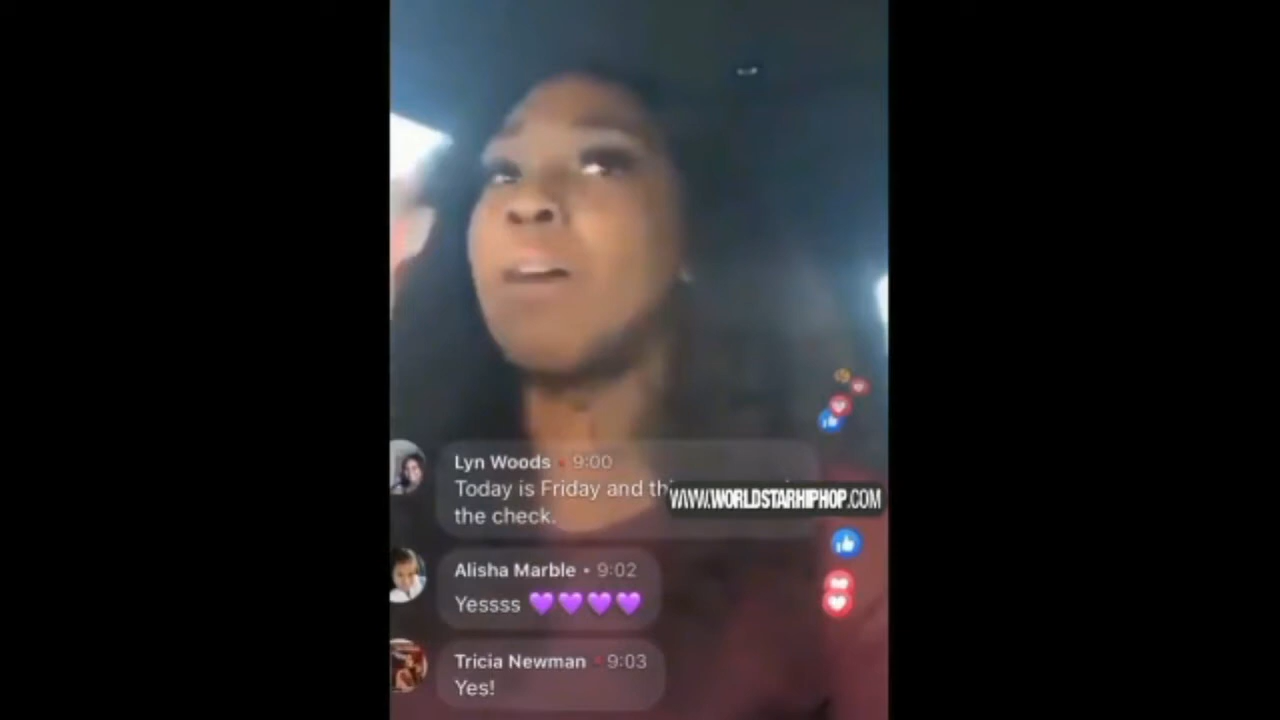 Lyn Woods • 9:00
Today is Friday and
the check.
WWW.WORLDSTARHIPHOP.COM
Alisha Marble • 9:02
Yessss 💜💜💜💜
Tricia Newman • 9:03
Yes!